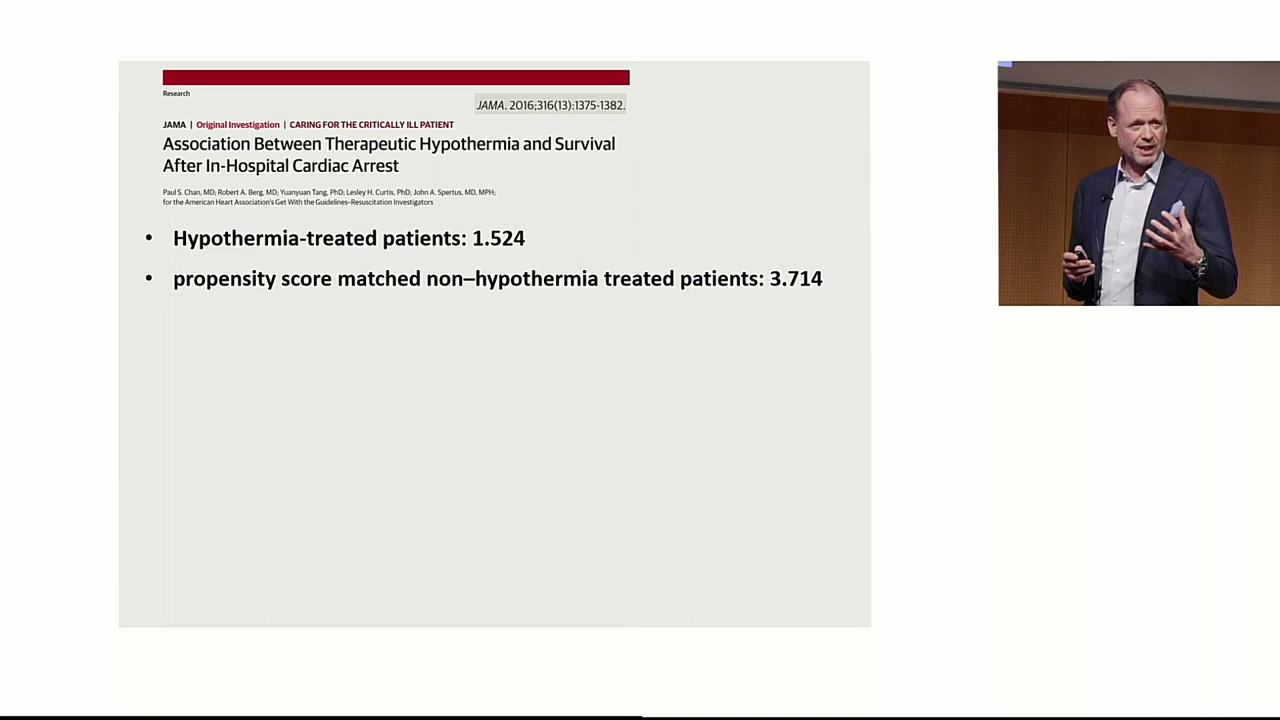 Research
JAMA. 2016;316(13):1375-1382.
JAMA | Original Investigation | CARING FOR THE CRITICALLY ILL PATIENT
Association Between Therapeutic Hypothermia and Survival
After In-Hospital Cardiac Arrest
Paul S. Chan, MD; Robert A. Berg, MD; Yuanyuan Tang, PhD; Lesley H. Curtis, PhD; John A. Spertus, MD, MPH;
for the American Heart Association's Get With the Guidelines–Resuscitation Investigators
• Hypothermia-treated patients: 1.524
• propensity score matched non–hypothermia treated patients: 3.714